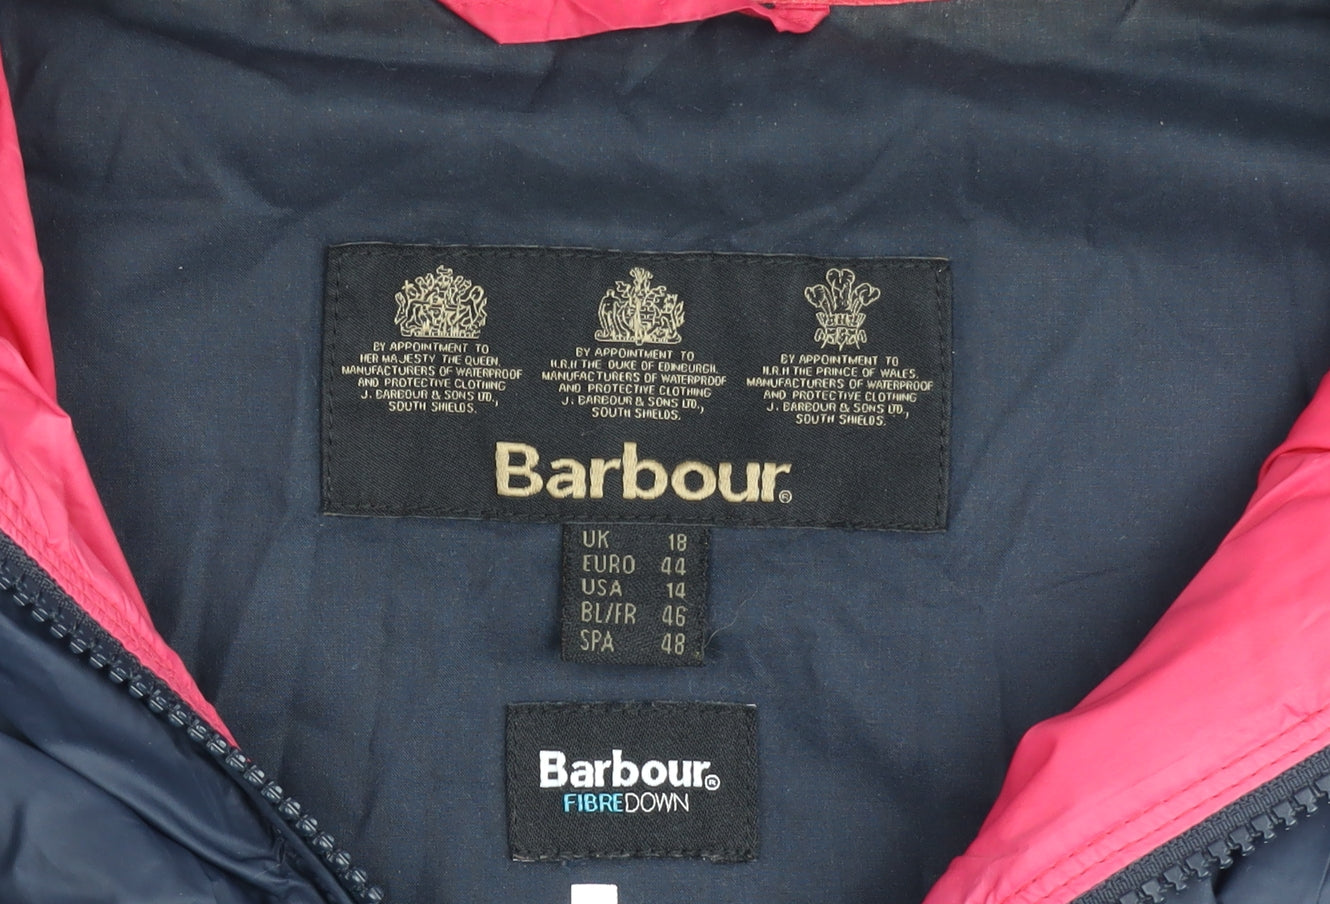 BY APPOINTMENT TO
HER MAJESTY THE QUEEN,
MANUFACTURERS OF WATERPROOF
AND PROTECTIVE CLOTHING
J. BARBOUR & SONS LTD.,
SOUTH SHIELDS.
BY APPOINTMENT TO
H.R.H THE DUKE OF EDINBURGH,
MANUFACTURERS OF WATERPROOF
AND PROTECTIVE CLOTHING
J. BARBOUR & SONS LTD.,
SOUTH SHIELDS.
BY APPOINTMENT TO
H.R.H THE PRINCE OF WALES,
MANUFACTURERS OF WATERPROOF
AND PROTECTIVE CLOTHING
J. BARBOUR & SONS LTD.,
SOUTH SHIELDS.
Barbour®
UK 18
EURO 44
USA 14
BL/FR 46
SPA 48
Barbour®
FIBREDOWN